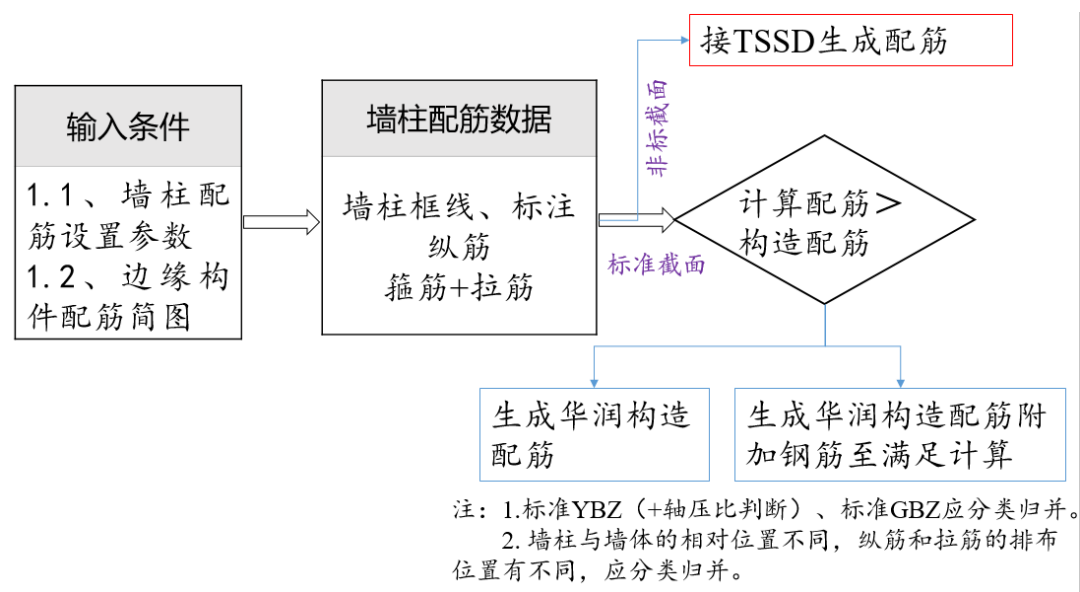 接TSSD生成配筋
输入条件
1.1、墙柱配
筋设置参数
1.2、边缘构
件配筋简图
墙柱配筋数据
墙柱框线、标注
纵筋
箍筋+拉筋
非标截面
标准截面
计算配筋＞
构造配筋
生成华润构造
配筋
生成华润构造配筋附
加钢筋至满足计算
注：1.标准YBZ（+轴压比判断）、标准GBZ应分类归并。
2. 墙柱与墙体的相对位置不同，纵筋和拉筋的排布
位置有不同，应分类归并。